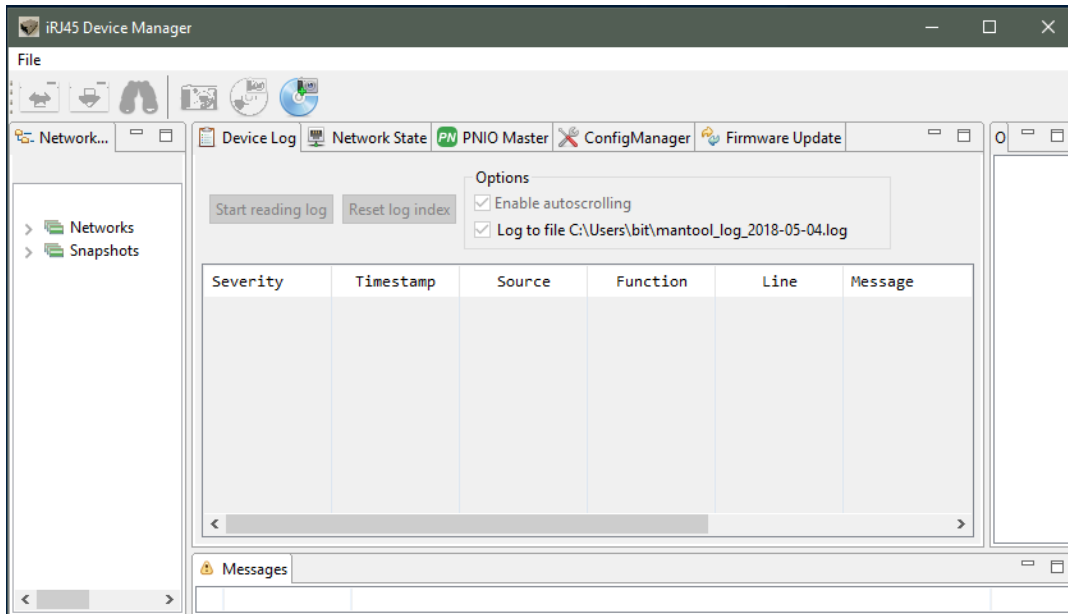 iRJ45 Device Manager
File
Network...
Device Log
Network State
PN PNIO Master
ConfigManager
Firmware Update
O
Options
Start reading log
Reset log index
Enable autoscrolling
Log to file C:\Users\bit\mantool_log_2018-05-04.log
Networks
Snapshots
Severity Timestamp Source Function Line Message
Messages